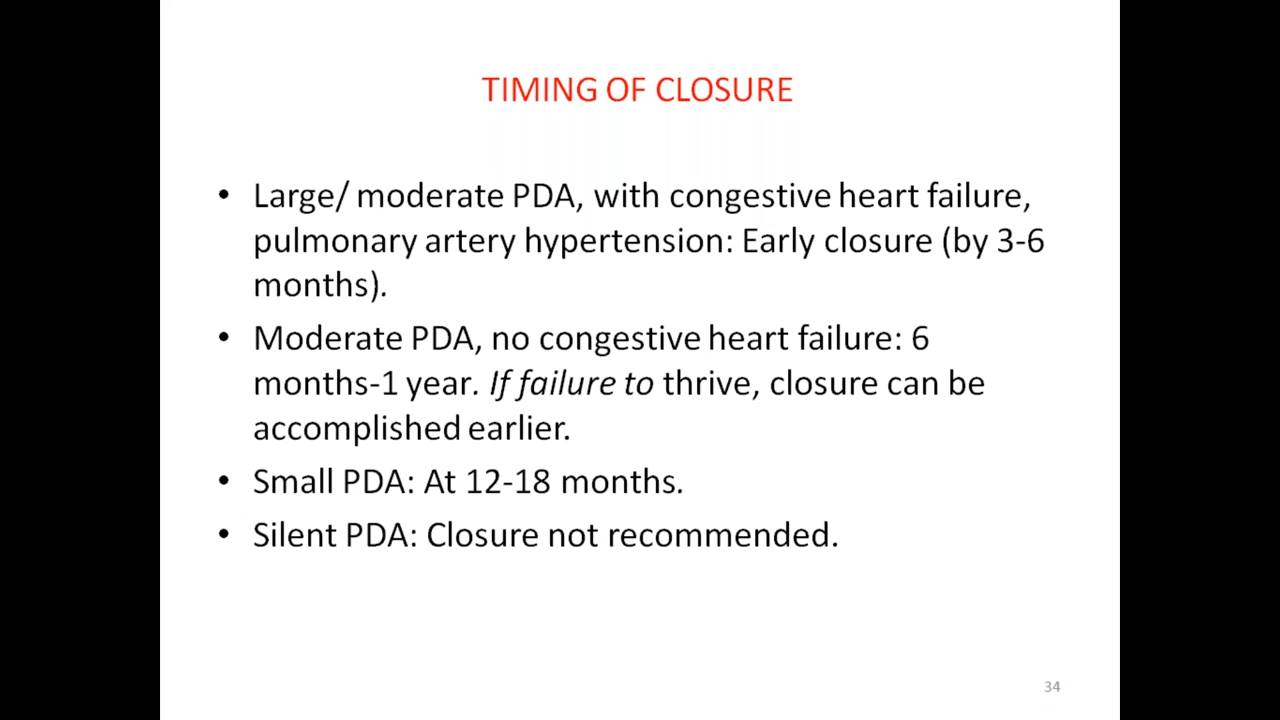 TIMING OF CLOSURE
• Large/ moderate PDA, with congestive heart failure,
pulmonary artery hypertension: Early closure (by 3-6
months).
• Moderate PDA, no congestive heart failure: 6
months-1 year. If failure to thrive, closure can be
accomplished earlier.
• Small PDA: At 12-18 months.
• Silent PDA: Closure not recommended.
34